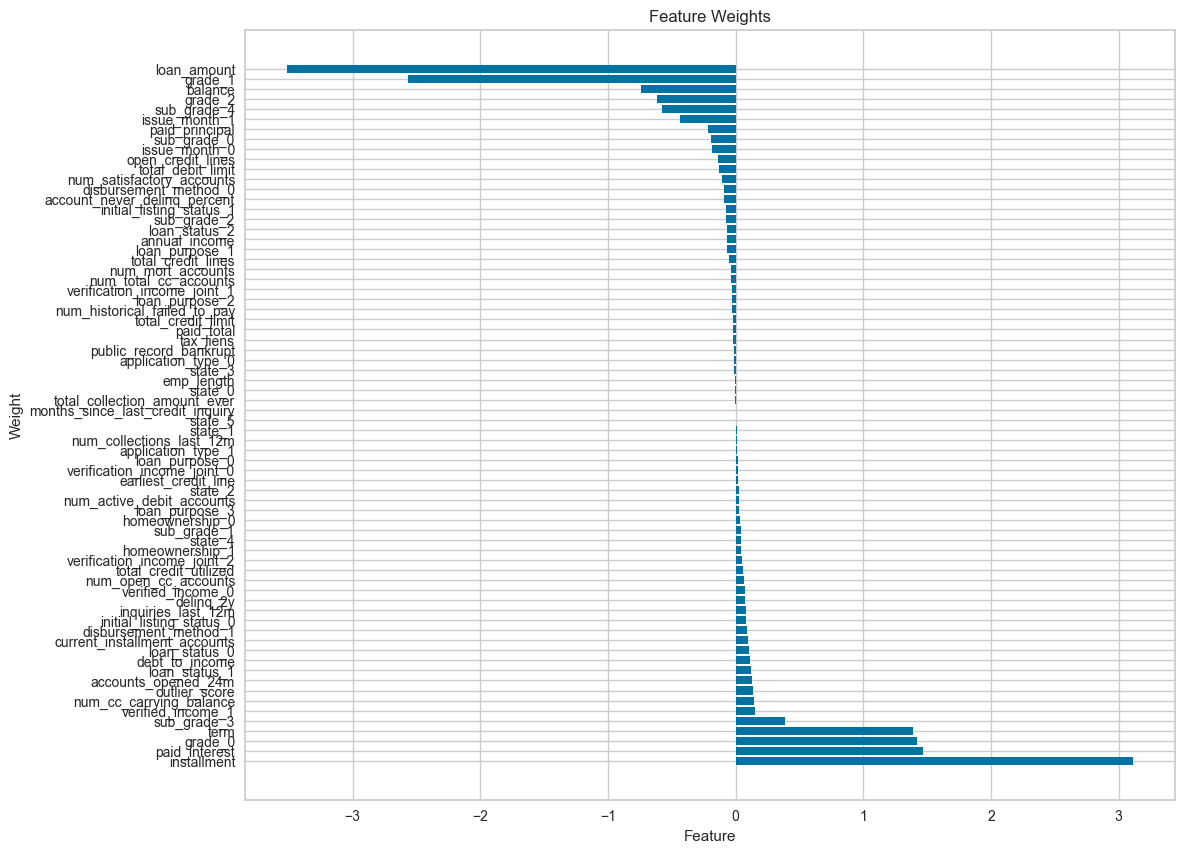 Feature Weights
loan_amount
grade_1
balance
grade_2
sub_grade_4
issue_month_1
paid_principal
sub_grade_0
issue_month_0
open_credit_lines
total_debit_limit
num_satisfactory_accounts
disbursement_method_0
account_never_delinq_percent
initial_listing_status_1
sub_grade_2
loan_status_2
annual_income
loan_purpose_1
total_credit_lines
num_mort_accounts
num_total_cc_accounts
verification_income_joint_1
loan_purpose_2
num_historical_failed_to_pay
total_credit_limit
paid_total
tax_liens
public_record_bankrupt
application_type_0
state_3
emp_length
state_0
total_collection_amount_ever
months_since_last_credit_inquiry
state_5
state_1
num_collections_last_12m
application_type_1
loan_purpose_0
verification_income_joint_0
earliest_credit_line
state_2
num_active_debit_accounts
loan_purpose_3
homeownership_0
sub_grade_1
state_4
homeownership_1
verification_income_joint_2
total_credit_utilized
num_open_cc_accounts
verified_income_0
delinq_2y
inquiries_last_12m
initial_listing_status_0
disbursement_method_1
current_installment_accounts
loan_status_0
debt_to_income
loan_status_1
accounts_opened_24m
outlier_score
num_cc_carrying_balance
verified_income_1
sub_grade_3
term
grade_0
paid_interest
installment
Weight
−3 −2 −1 0 1 2 3
Feature